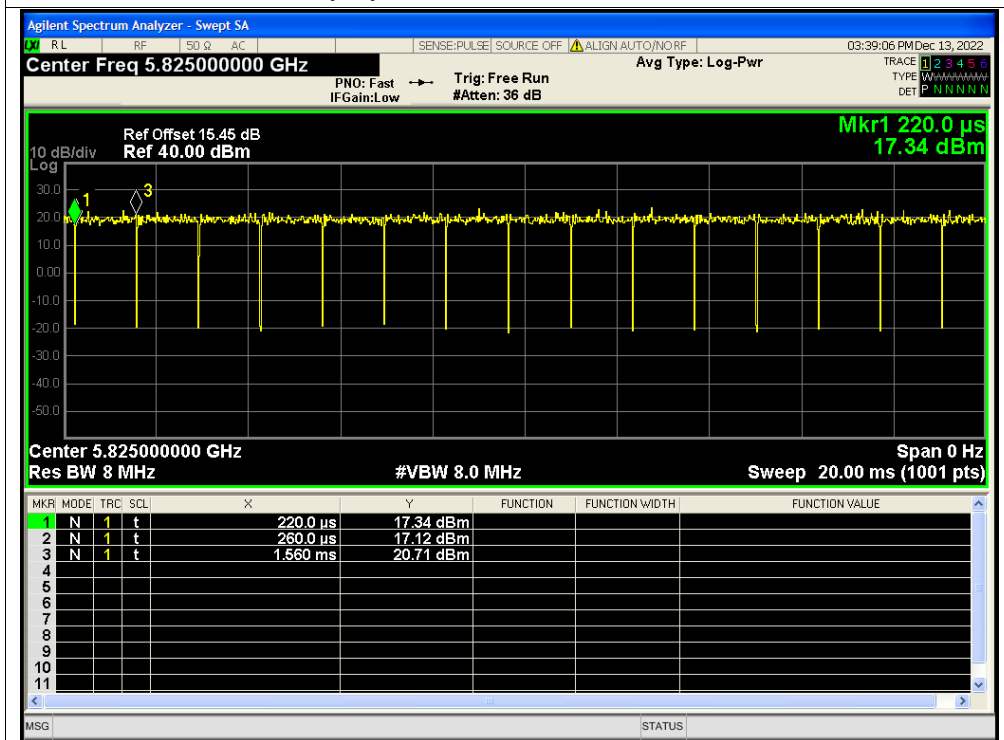 Agilent Spectrum Analyzer - Swept SA
LXI RL RF 50 Ω AC SENSE:PULSE SOURCE OFF ALIGN AUTO/NO RF 03:39:06 PM Dec 13, 2022
Center Freq 5.825000000 GHz
PNO: Fast
IFGain:Low
Trig: Free Run
#Atten: 36 dB
Avg Type: Log-Pwr
TRACE 1 2 3 4 5 6
TYPE WWWWWW
DET P N N N N N
Mkr1 220.0 µs
17.34 dBm
Ref Offset 15.45 dB
10 dB/div Ref 40.00 dBm
Log
30.0
20.0
10.0
0.00
-10.0
-20.0
-30.0
-40.0
-50.0
1
3
Center 5.825000000 GHz Span 0 Hz
Res BW 8 MHz #VBW 8.0 MHz Sweep 20.00 ms (1001 pts)
MKR MODE TRC SCL X Y FUNCTION FUNCTION WIDTH FUNCTION VALUE
1 N 1 t 220.0 µs 17.34 dBm
2 N 1 t 260.0 µs 17.12 dBm
3 N 1 t 1.560 ms 20.71 dBm
4
5
6
7
8
9
10
11
MSG STATUS